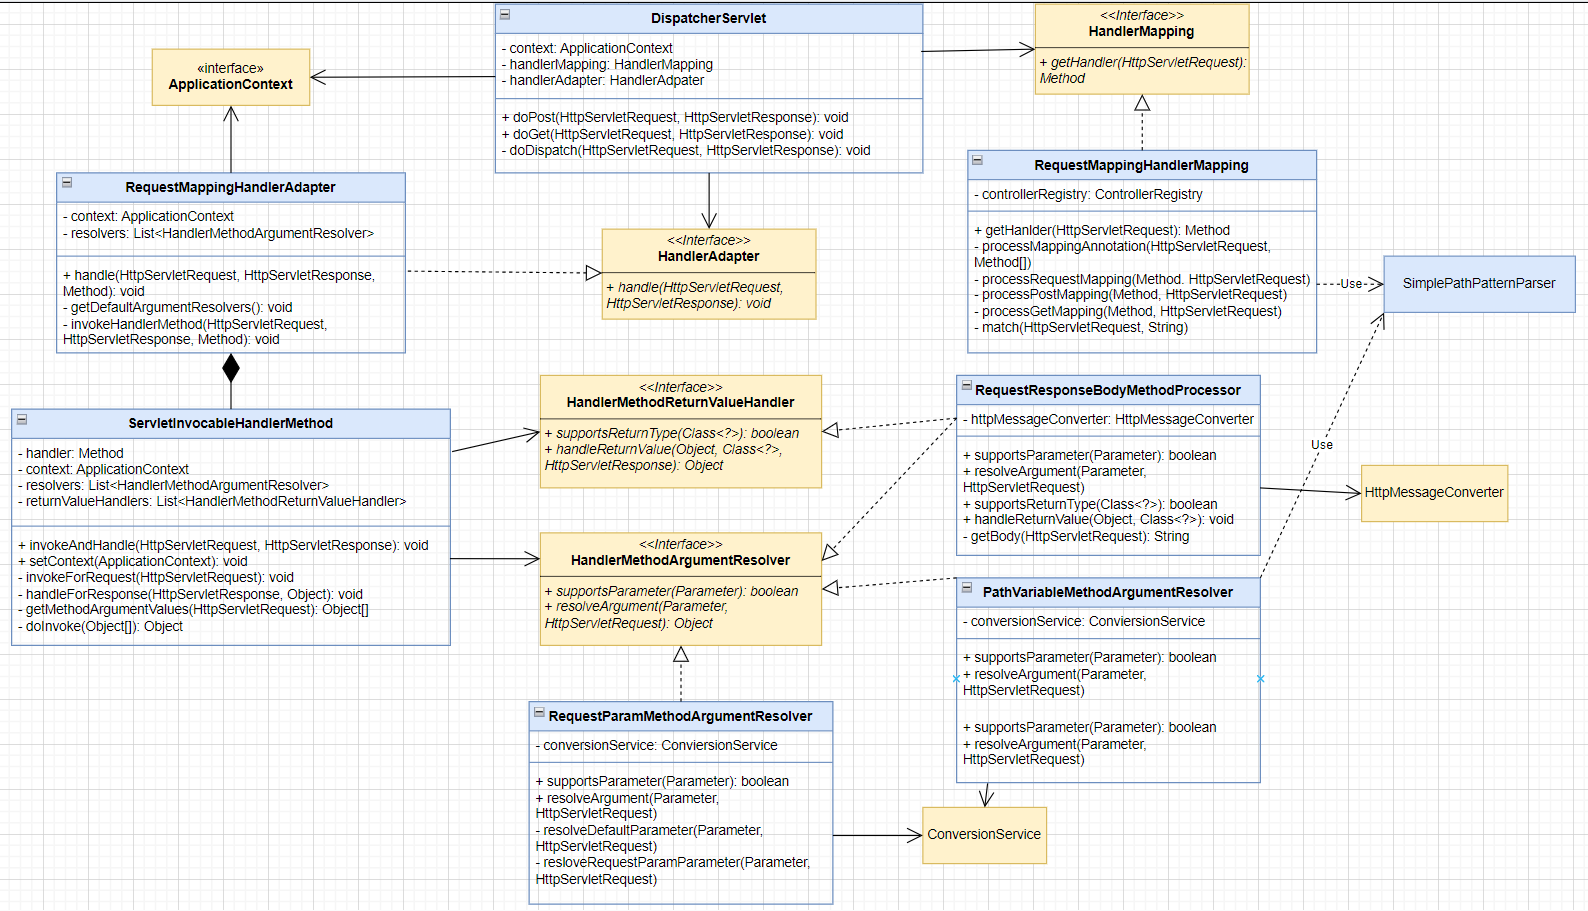 DispatcherServlet
- context: ApplicationContext
- handlerMapping: HandlerMapping
- handlerAdapter: HandlerAdpater
+ doPost(HttpServletRequest, HttpServletResponse): void
+ doGet(HttpServletRequest, HttpServletResponse): void
- doDispatch(HttpServletRequest, HttpServletResponse): void
<<Interface>>
HandlerMapping
+ getHandler(HttpServletRequest):
Method
«interface»
ApplicationContext
RequestMappingHandlerAdapter
- context: ApplicationContext
- resolvers: List<HandlerMethodArgumentResolver>
+ handle(HttpServletRequest, HttpServletResponse,
Method): void
- getDefaultArgumentResolvers(): void
- invokeHandlerMethod(HttpServletRequest,
HttpServletResponse, Method): void
<<Interface>>
HandlerAdapter
+ handle(HttpServletRequest,
HttpServletResponse): void
RequestMappingHandlerMapping
- controllerRegistry: ControllerRegistry
+ getHanlder(HttpServletRequest): Method
- processMappingAnnotation(HttpServletRequest,
Method[])
- processRequestMapping(Method. HttpServletRequest)
- processPostMapping(Method, HttpServletRequest)
- processGetMapping(Method, HttpServletRequest)
- match(HttpServletRequest, String)
Use
SimplePathPatternParser
ServletInvocableHandlerMethod
- handler: Method
- context: ApplicationContext
- resolvers: List<HandlerMethodArgumentResolver>
- returnValueHandlers: List<HandlerMethodReturnValueHandler>
+ invokeAndHandle(HttpServletRequest, HttpServletResponse): void
+ setContext(ApplicationContext): void
- invokeForRequest(HttpServletRequest): void
- handleForResponse(HttpServletResponse, Object): void
- getMethodArgumentValues(HttpServletRequest): Object[]
- doInvoke(Object[]): Object
<<Interface>>
HandlerMethodReturnValueHandler
+ supportsReturnType(Class<?>): boolean
+ handleReturnValue(Object, Class<?>,
HttpServletResponse): Object
RequestResponseBodyMethodProcessor
- httpMessageConverter: HttpMessageConverter
+ supportsParameter(Parameter): boolean
+ resolveArgument(Parameter,
HttpServletRequest)
+ supportsReturnType(Class<?>): boolean
+ handleReturnValue(Object, Class<?>): void
- getBody(HttpServletRequest): String
Use
HttpMessageConverter
<<Interface>>
HandlerMethodArgumentResolver
+ supportsParameter(Parameter): boolean
+ resolveArgument(Parameter,
HttpServletRequest): Object
PathVariableMethodArgumentResolver
- conversionService: ConviersionService
+ supportsParameter(Parameter): boolean
+ resolveArgument(Parameter,
HttpServletRequest)
+ supportsParameter(Parameter): boolean
+ resolveArgument(Parameter,
HttpServletRequest)
RequestParamMethodArgumentResolver
- conversionService: ConviersionService
+ supportsParameter(Parameter): boolean
+ resolveArgument(Parameter,
HttpServletRequest)
- resolveDefaultParameter(Parameter,
HttpServletRequest)
- resloveRequestParamParameter(Parameter,
HttpServletRequest)
ConversionService